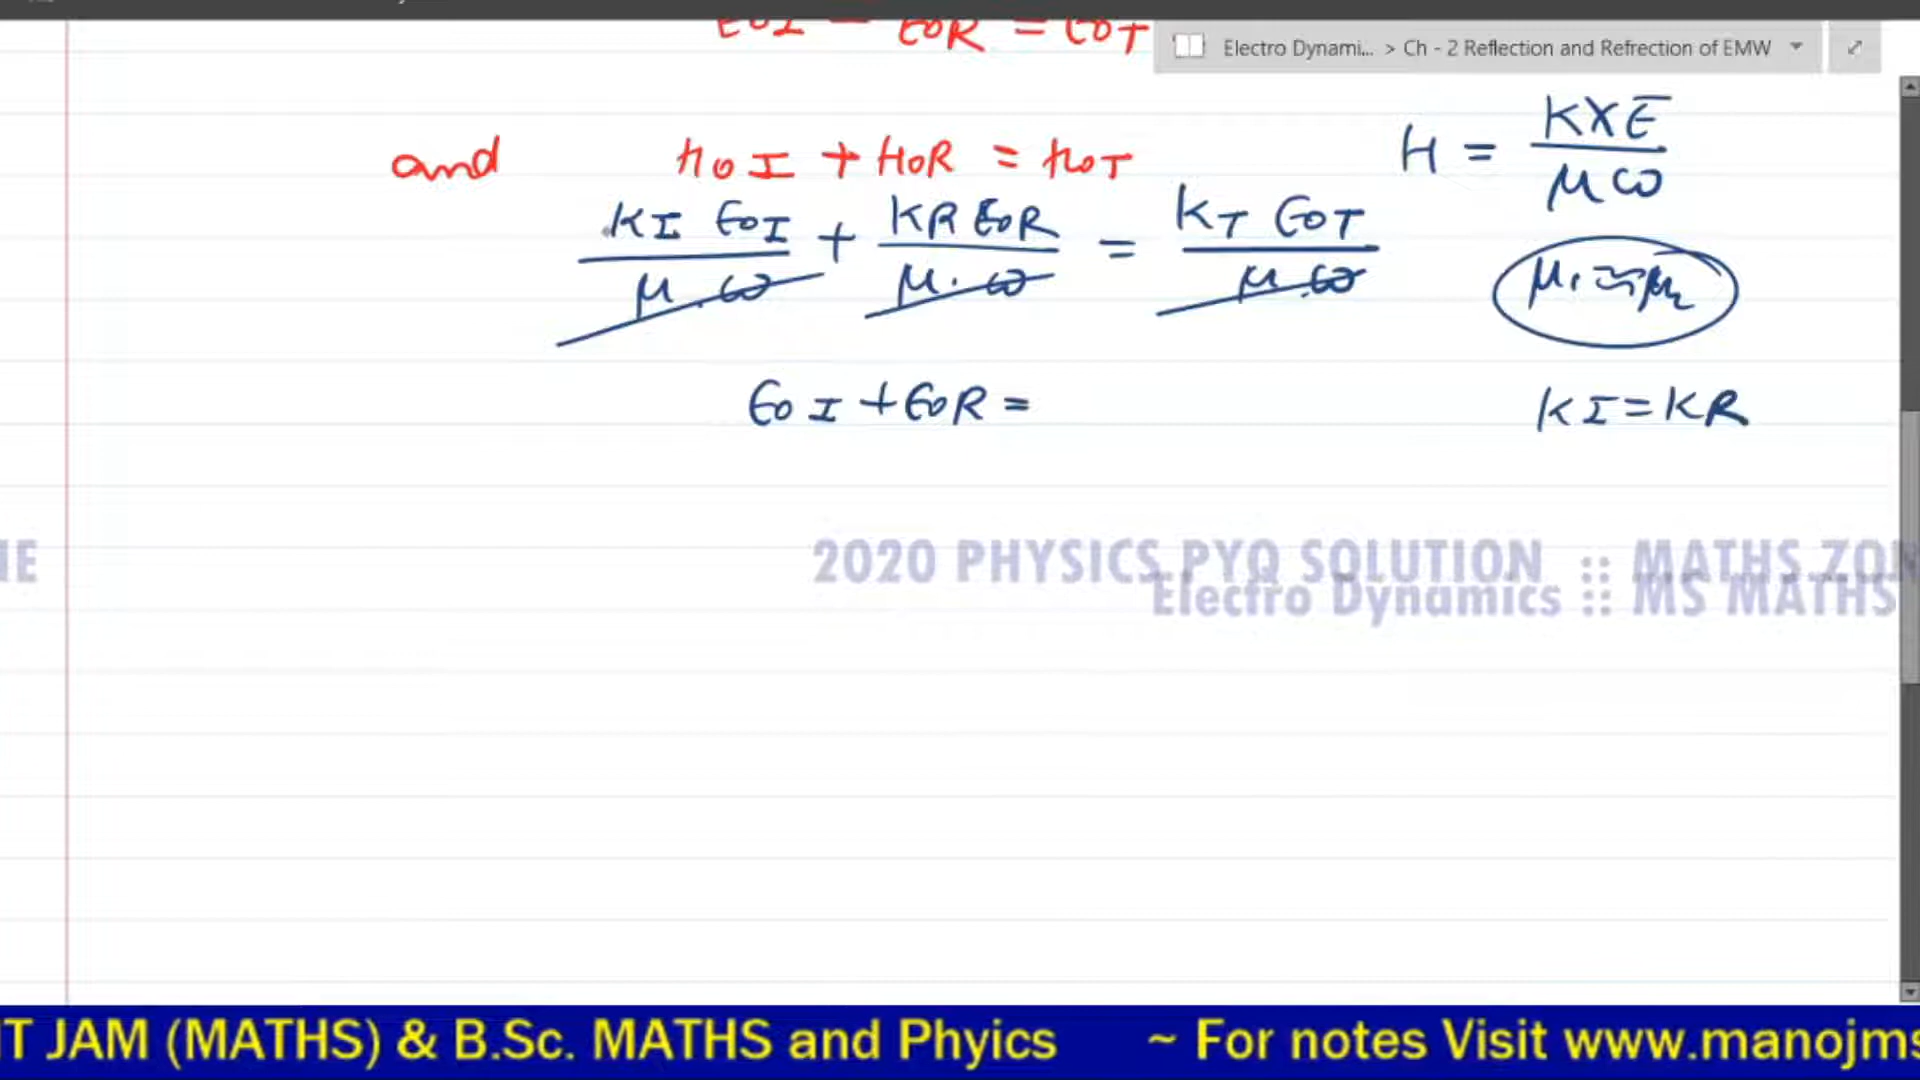 E0I - E0R = E0T
Electro Dynami... > Ch - 2 Reflection and Refrection of EMW
and H0I + H0R = H0T
H = K×E̅ / μω
KI E0I / μ.ω + KR E0R / μ.ω = KT E0T / μ.ω
μ1 ≈ μ2
E0I + E0R =
KI = KR
NE 2020 PHYSICS PYQ SOLUTION :: MATHS ZON
Electro Dynamics :: MS MATHS
IT JAM (MATHS) & B.Sc. MATHS and Phyics ~ For notes Visit www.manojms